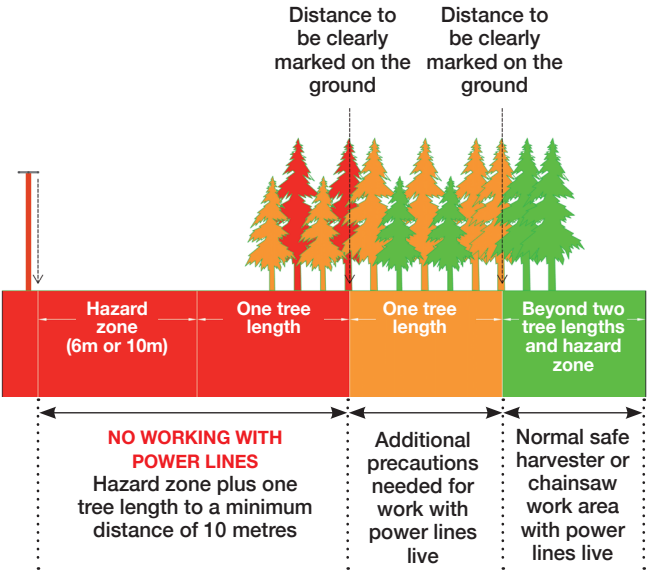 Distance to
be clearly
marked on the
ground
Distance to
be clearly
marked on the
ground
Hazard
zone
(6m or 10m)
One tree
length
One tree
length
Beyond two
tree lengths
and hazard
zone
NO WORKING WITH
POWER LINES
Hazard zone plus one
tree length to a minimum
distance of 10 metres
Additional
precautions
needed for
work with
power lines
live
Normal safe
harvester or
chainsaw
work area
with power
lines live